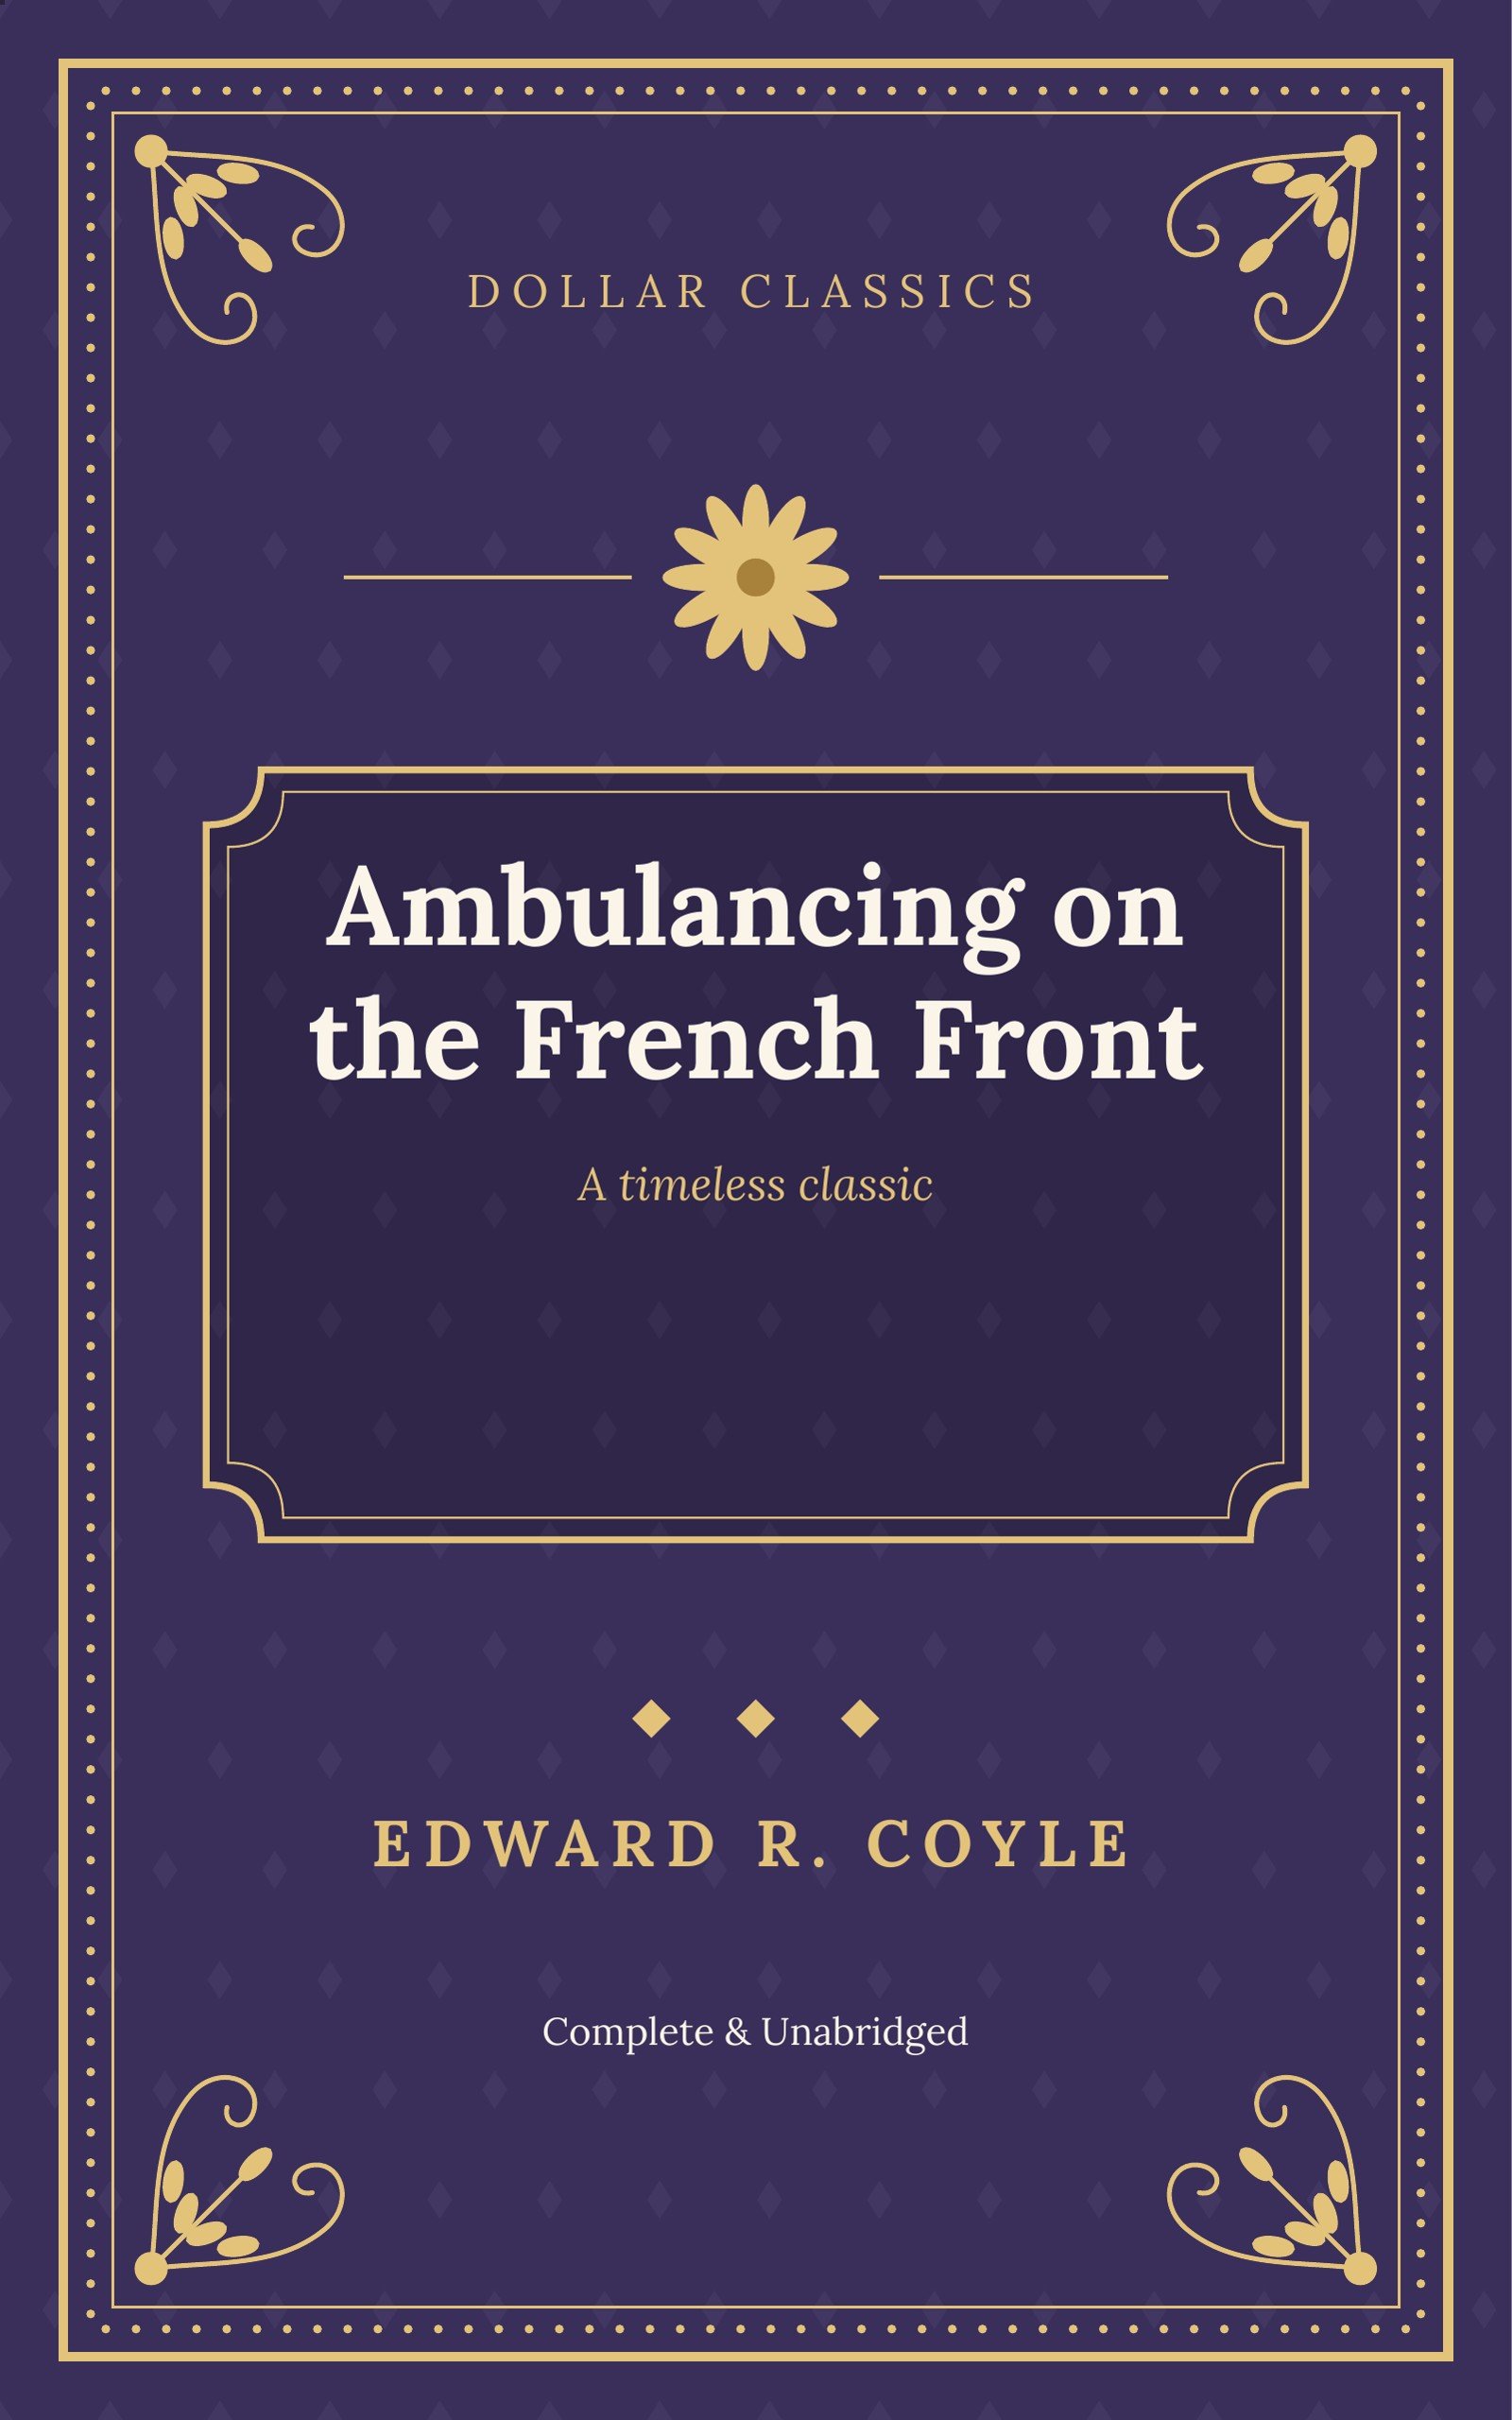 DOLLAR CLASSICS
Ambulancing on
the French Front
A timeless classic
EDWARD R. COYLE
Complete & Unabridged